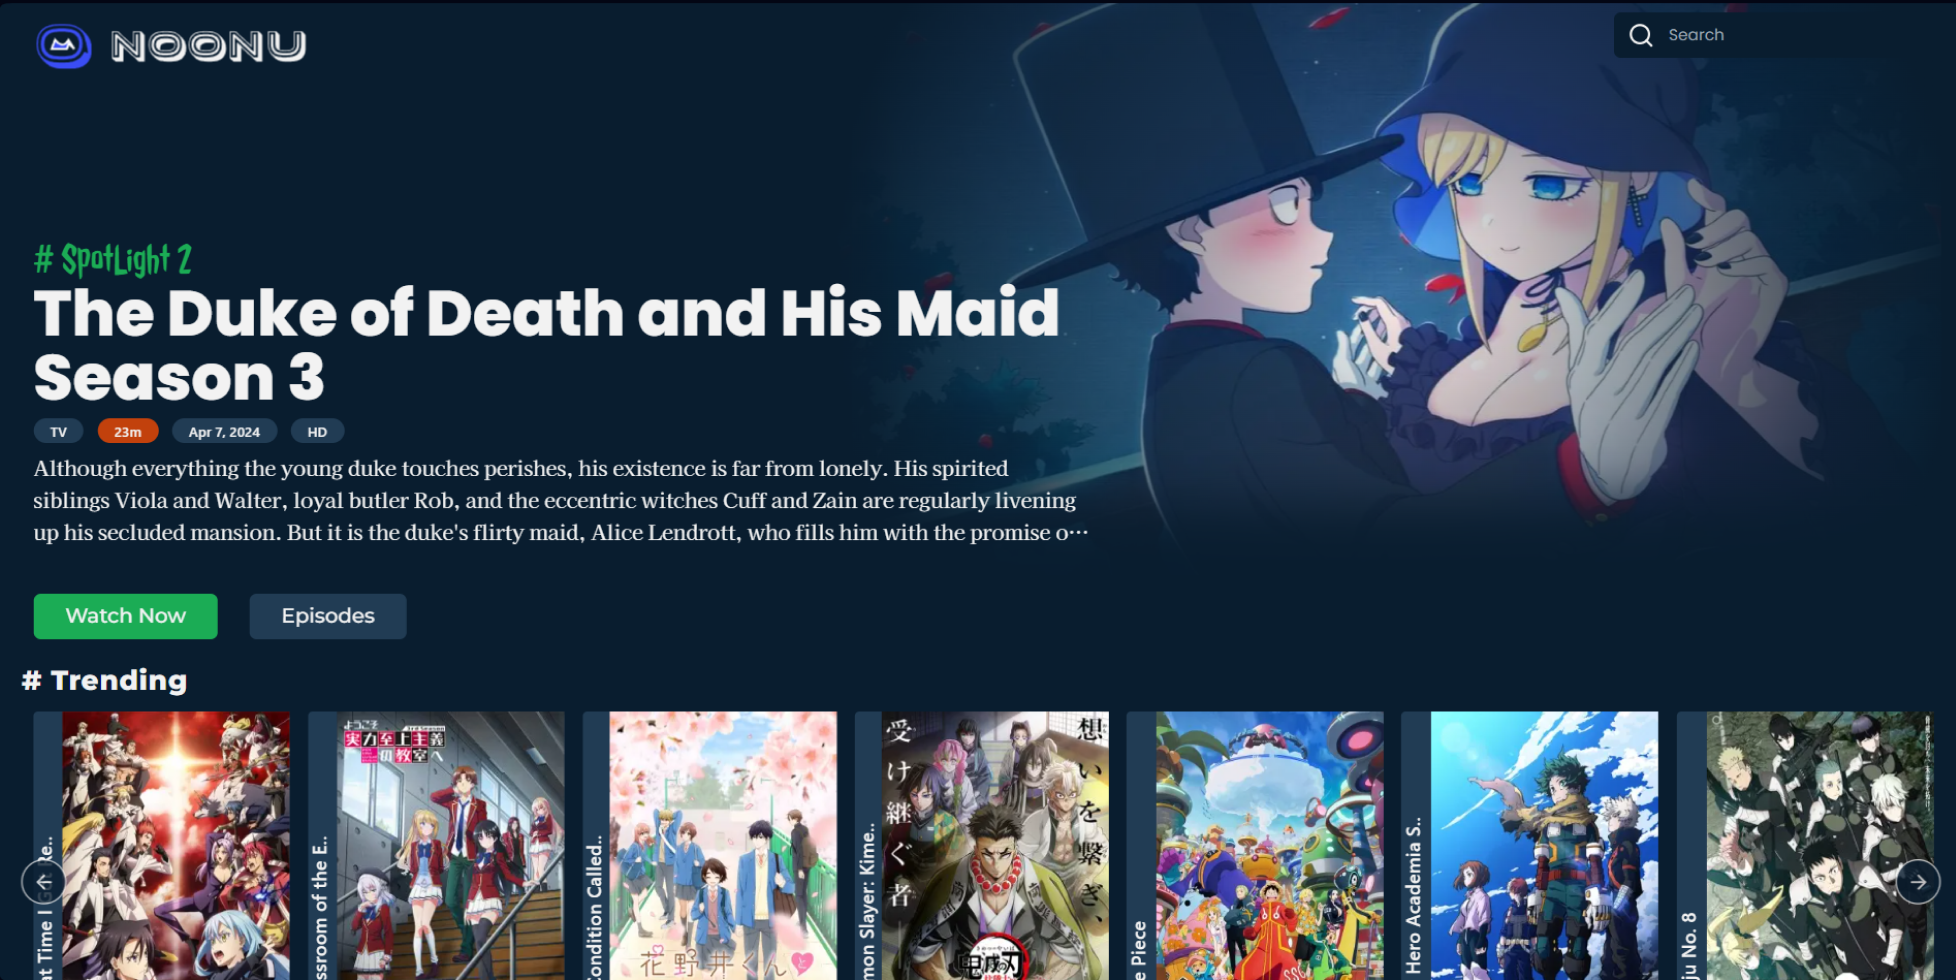 NOONU
Search
# SpotLight 2
The Duke of Death and His Maid
Season 3
TV 23m Apr 7, 2024 HD
Although everything the young duke touches perishes, his existence is far from lonely. His spirited
siblings Viola and Walter, loyal butler Rob, and the eccentric witches Cuff and Zain are regularly livening
up his secluded mansion. But it is the duke's flirty maid, Alice Lendrott, who fills him with the promise o…
Watch Now Episodes
# Trending
at Time I G Re..
ssroom of the E..
ようこそ
実力至上主義
の教室へ
Condition Called..
花野井くんと
mon Slayer: Kime..
想いを繋ぎ、
受け継ぐ者
鬼滅の刃
e Piece
Hero Academia S..
ju No. 8